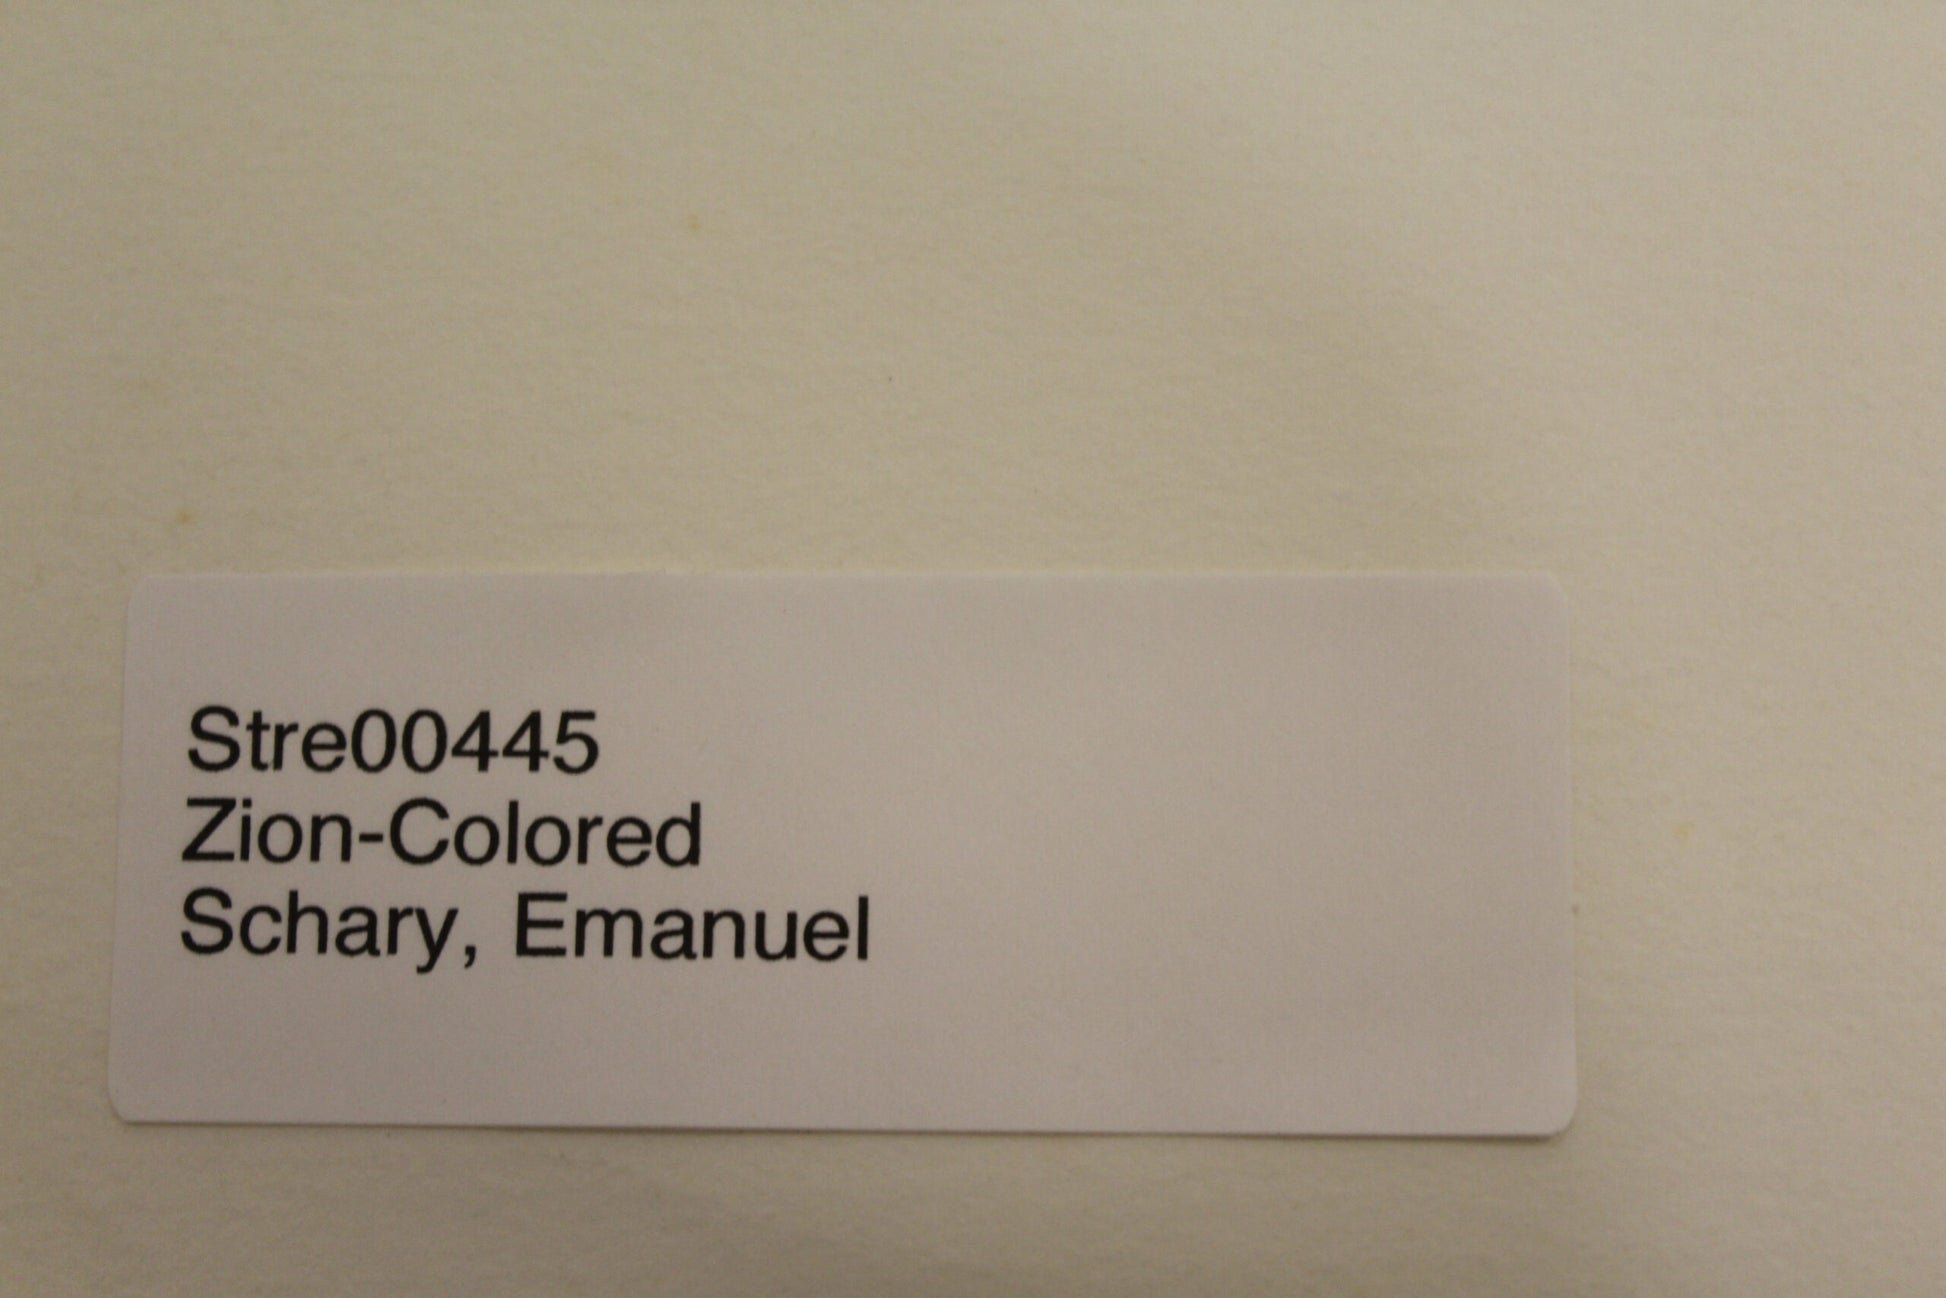 Stre00445
Zion-Colored
Schary, Emanuel